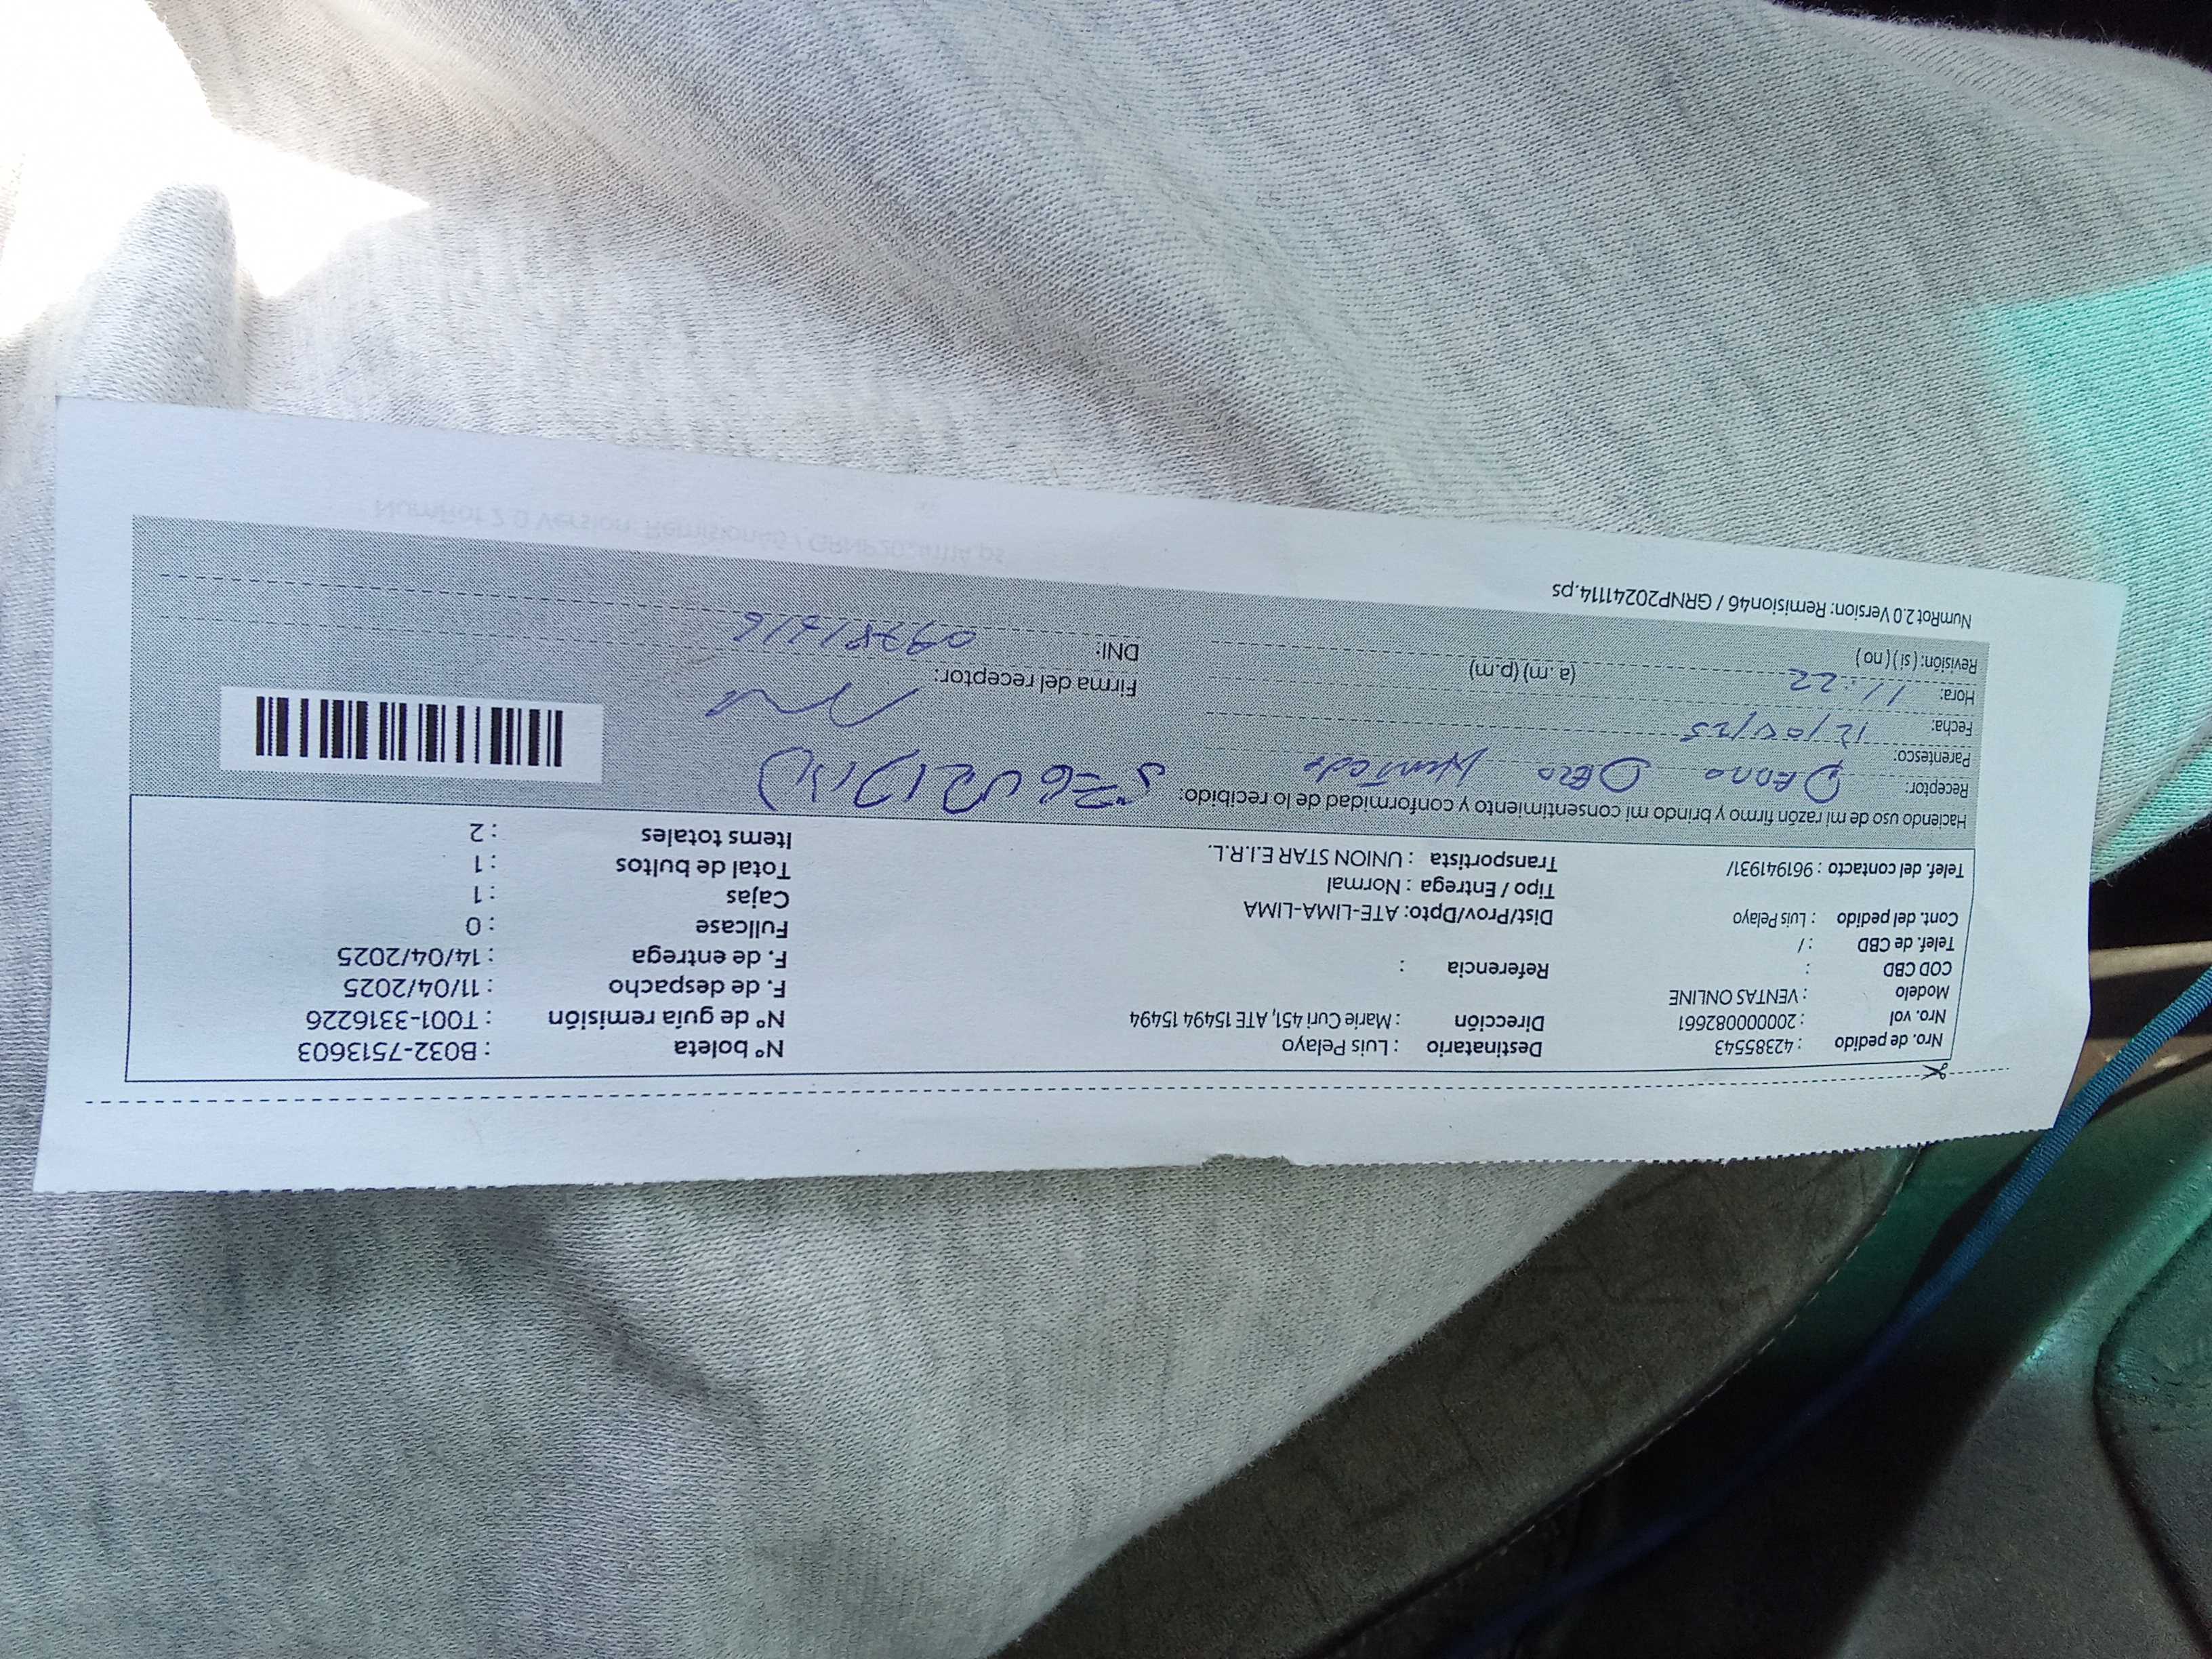 Nro. de pedido : 42385543
Nro. vol : 20000000082661
Modelo : VENTAS ONLINE
COD CBD :
Telef. de CBD : /
Cont. del pedido : Luis Pelayo
Telef. del contacto : 961941931/
Destinatario : Luis Pelayo
Dirección : Marie Curi 451, ATE 15494 15494
Referencia :
Dist/Prov/Dpto: ATE-LIMA-LIMA
Tipo / Entrega : Normal
Transportista : UNION STAR E.I.R.L.
Nº boleta : B032-7513603
Nº de guía remisión : T001-3316226
F. de despacho : 11/04/2025
F. de entrega : 14/04/2025
Fullcase : 0
Cajas : 1
Total de bultos : 1
Items totales : 2
Haciendo uso de mi razón firmo y brindo mi consentimiento y conformidad de lo recibido:
Receptor:
Parentesco:
Fecha: 12/04/25
Hora: 11:22 (a.m) (p.m)
Revisión: ( si ) ( no )
Firma del receptor:
DNI:
NumRot 2.0 Version: Remision46 / GRNP20241114.ps